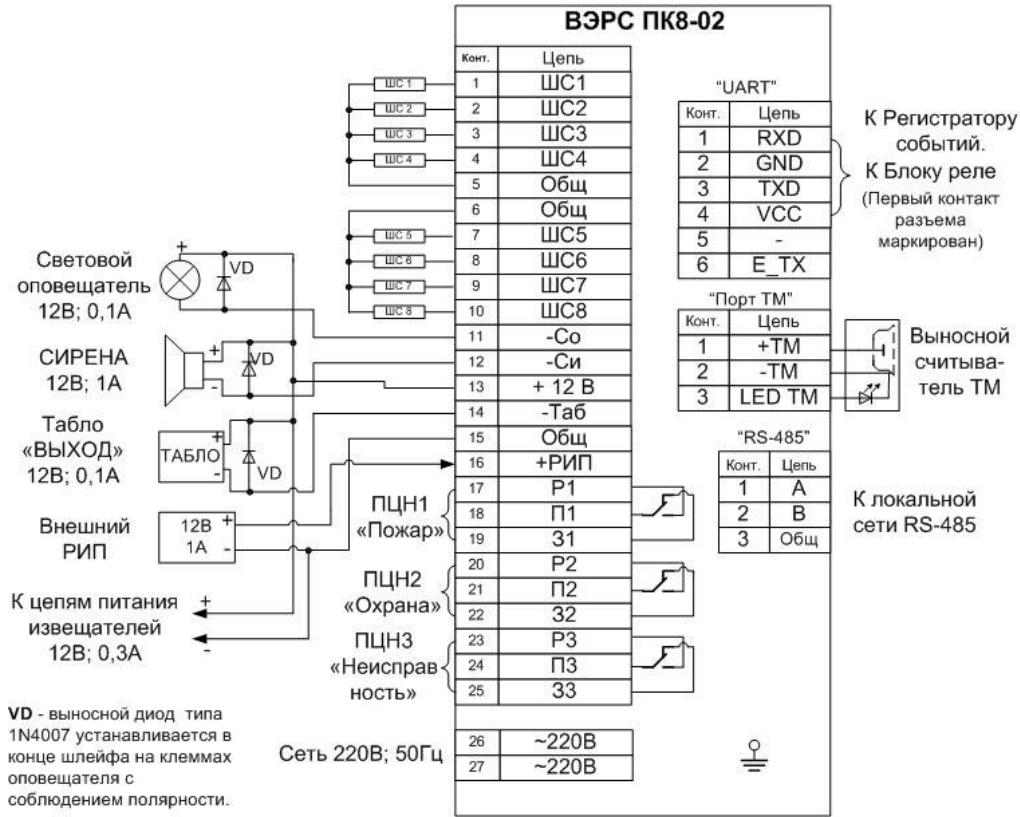 ВЭРС ПК8-02
Конт. Цепь
1 ШС1
2 ШС2
3 ШС3
4 ШС4
5 Общ
6 Общ
7 ШС5
8 ШС6
9 ШС7
10 ШС8
11 -Со
12 -Си
13 + 12 В
14 -Таб
15 Общ
16 +РИП
17 Р1
18 П1
19 З1
20 Р2
21 П2
22 З2
23 Р3
24 П3
25 З3
26 ~220В
27 ~220В
ШС 1
ШС 2
ШС 3
ШС 4
ШС 5
ШС 6
ШС 7
ШС 8
Световой
оповещатель
12В; 0,1А
+
VD
СИРЕНА
12В; 1А
+
-
VD
Табло
«ВЫХОД»
12В; 0,1А
ТАБЛО
+
-
VD
Внешний
РИП
12В +
1А -
К цепям питания
извещателей
12В; 0,3А
+
-
ПЦН1
«Пожар»
ПЦН2
«Охрана»
ПЦН3
«Неисправ
ность»
Сеть 220В; 50Гц
VD - выносной диод типа
1N4007 устанавливается в
конце шлейфа на клеммах
оповещателя с
соблюдением полярности.
“UART”
Конт. Цепь
1 RXD
2 GND
3 TXD
4 VCC
5 -
6 E_TX
К Регистратору
событий.
К Блоку реле
(Первый контакт
разъема
маркирован)
“Порт ТМ”
Конт. Цепь
1 +ТМ
2 -ТМ
3 LED ТМ
Выносной
считыва-
тель ТМ
“RS-485”
Конт. Цепь
1 А
2 В
3 Общ
К локальной
сети RS-485